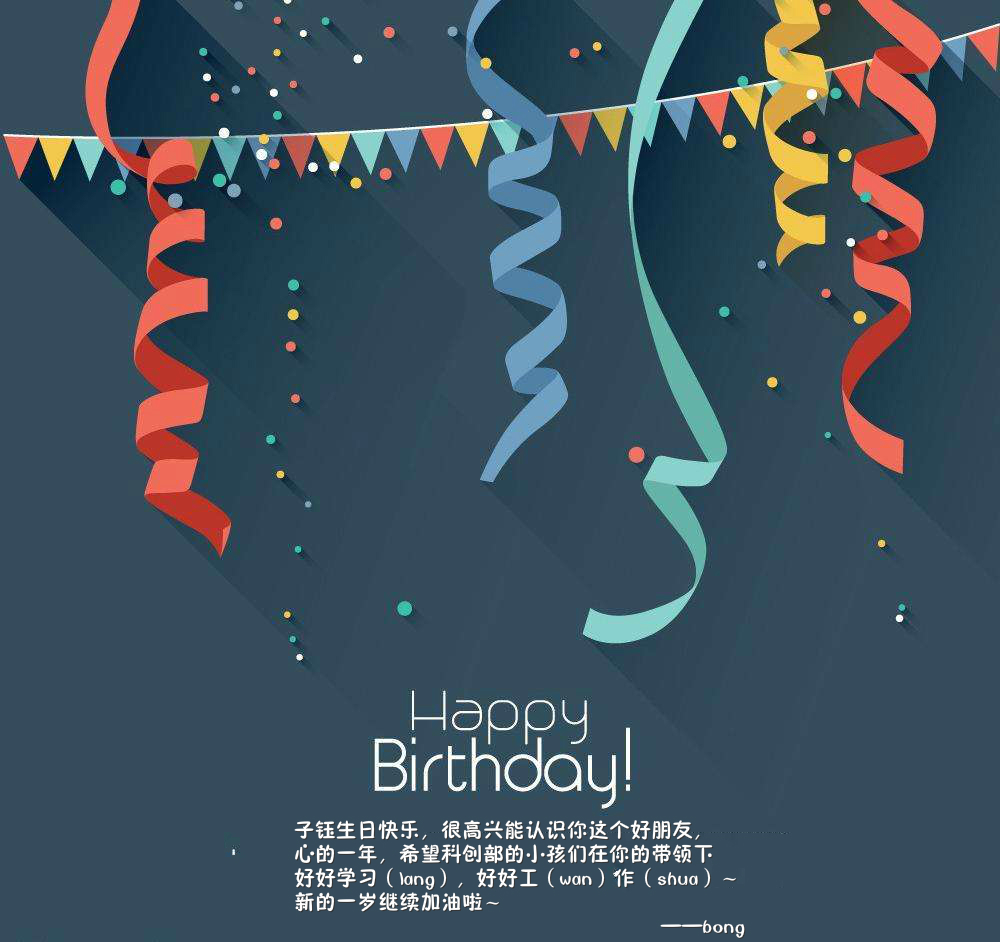 Happy
Birthday!
子钰生日快乐，很高兴能认识你这个好朋友，
心的一年，希望科创部的小孩们在你的带领下
好好学习（lang），好好工（wan）作（shua）~
新的一岁继续加油啦~
——bong